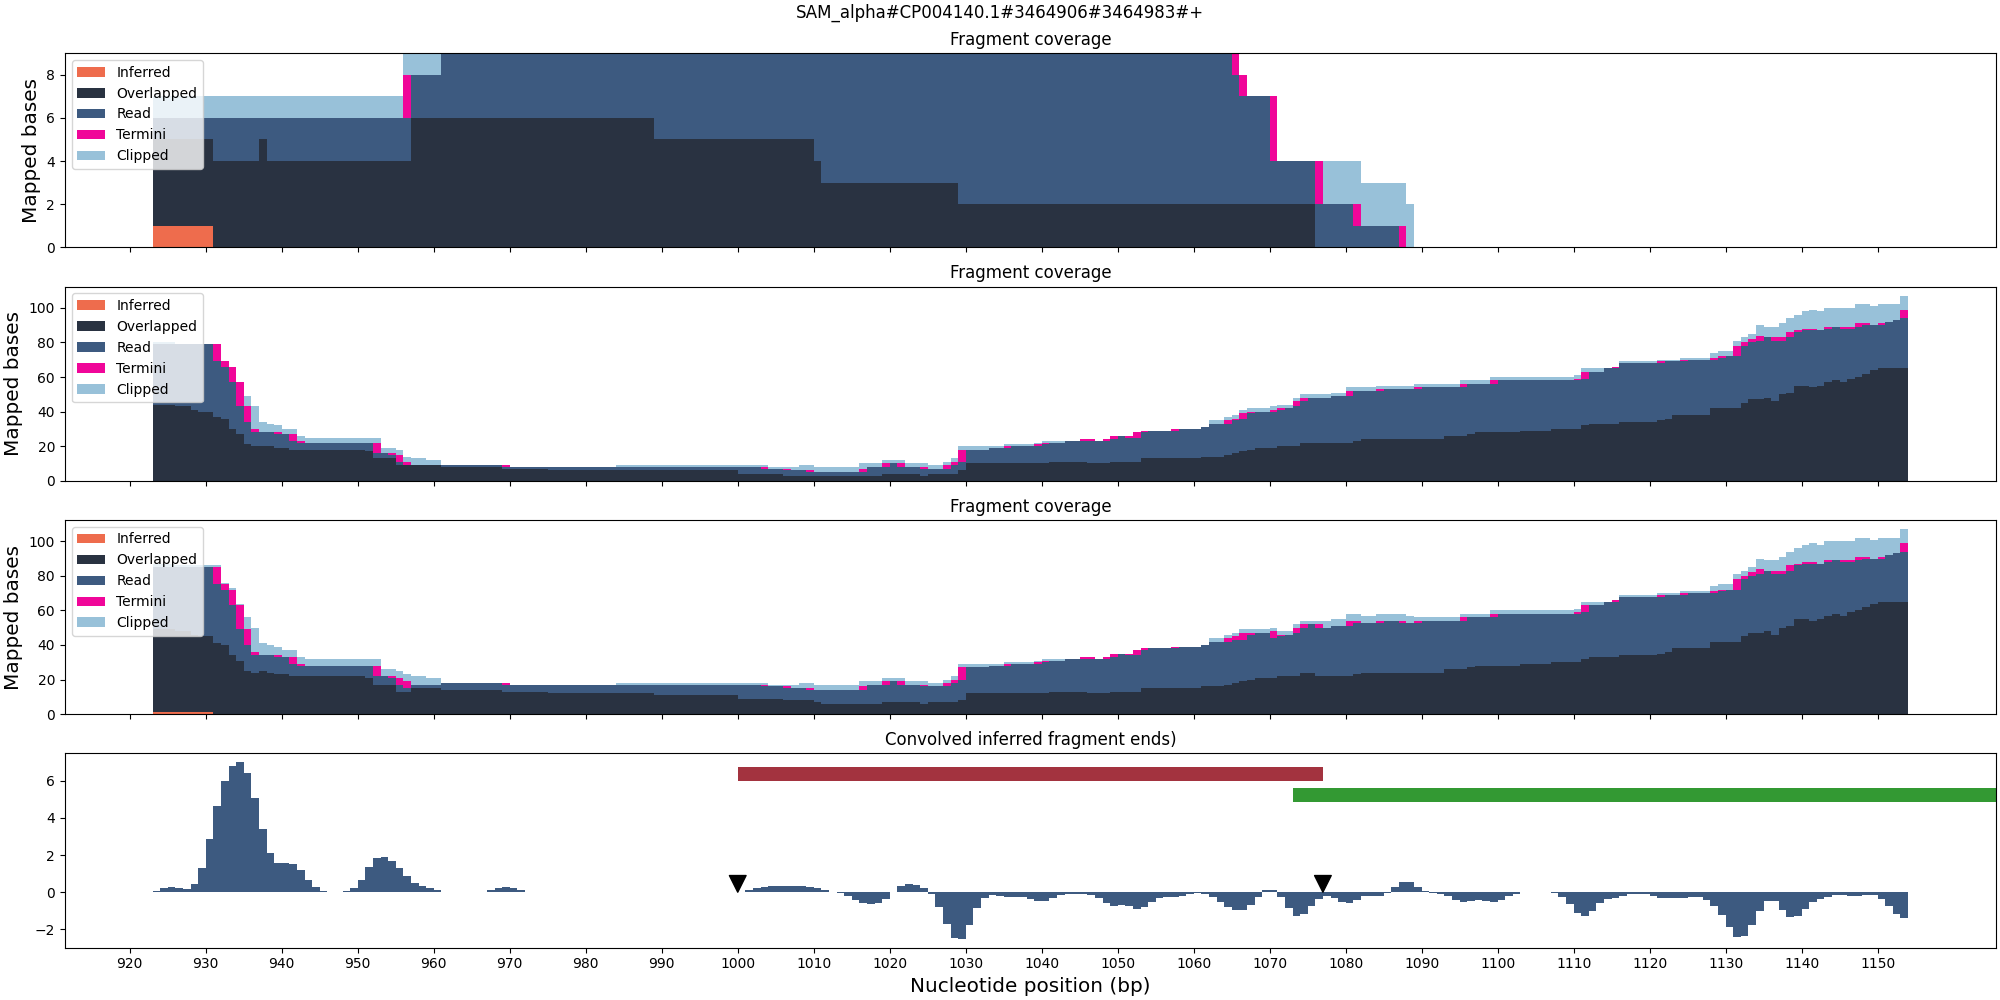 SAM_alpha#CP004140.1#3464906#3464983#+
Fragment coverage
Mapped bases
8
6
4
2
0
Inferred
Overlapped
Read
Termini
Clipped
Fragment coverage
Mapped bases
100
80
60
40
20
0
Inferred
Overlapped
Read
Termini
Clipped
Fragment coverage
Mapped bases
100
80
60
40
20
0
Inferred
Overlapped
Read
Termini
Clipped
Convolved inferred fragment ends)
6
4
2
0
−2
920 930 940 950 960 970 980 990 1000 1010 1020 1030 1040 1050 1060 1070 1080 1090 1100 1110 1120 1130 1140 1150
Nucleotide position (bp)